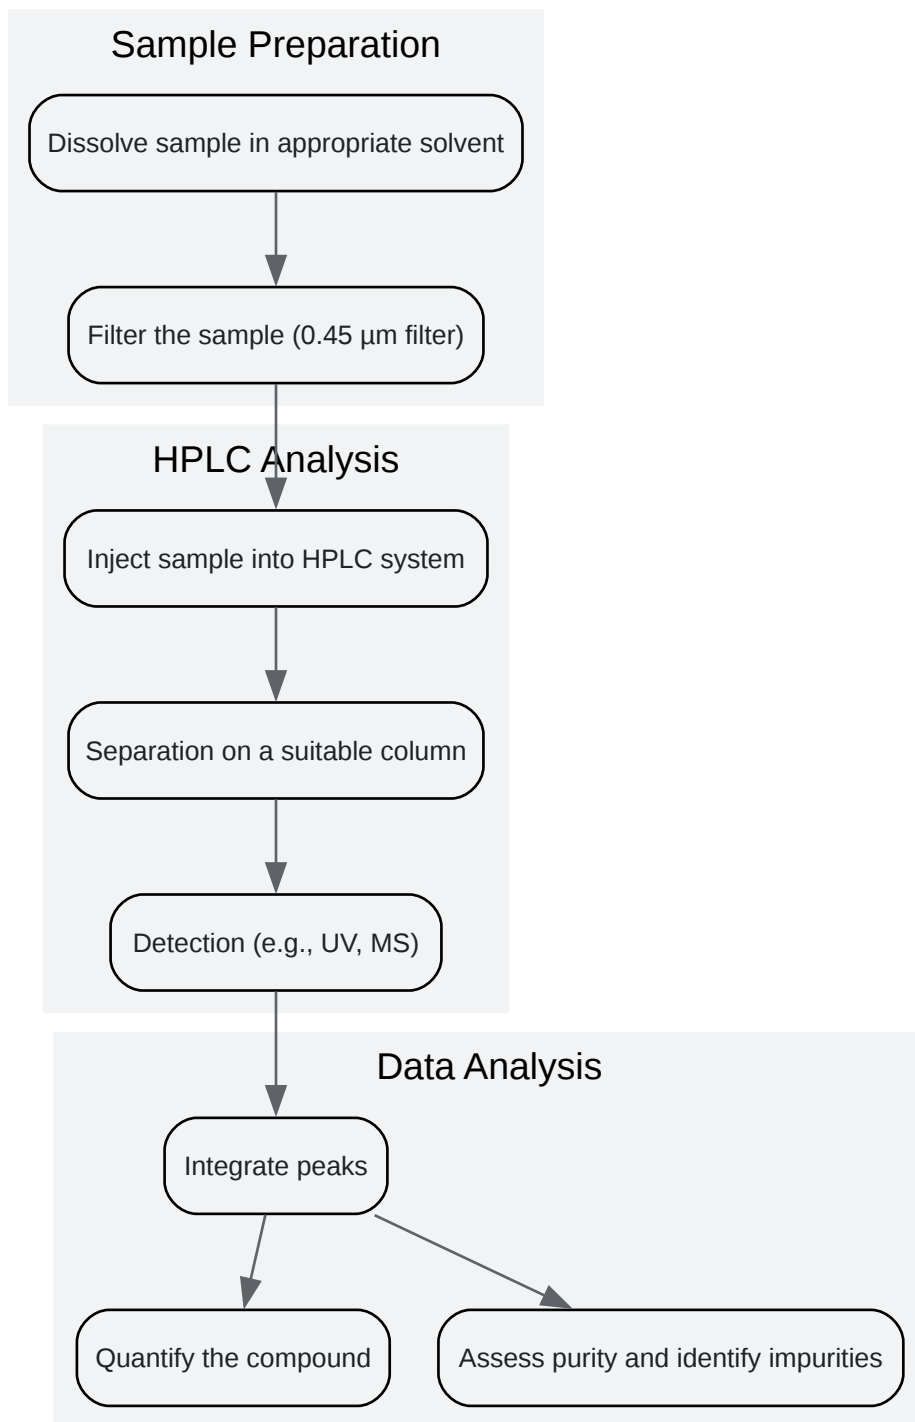 Sample Preparation
Dissolve sample in appropriate solvent
Filter the sample (0.45 µm filter)
HPLC Analysis
Inject sample into HPLC system
Separation on a suitable column
Detection (e.g., UV, MS)
Data Analysis
Integrate peaks
Quantify the compound
Assess purity and identify impurities